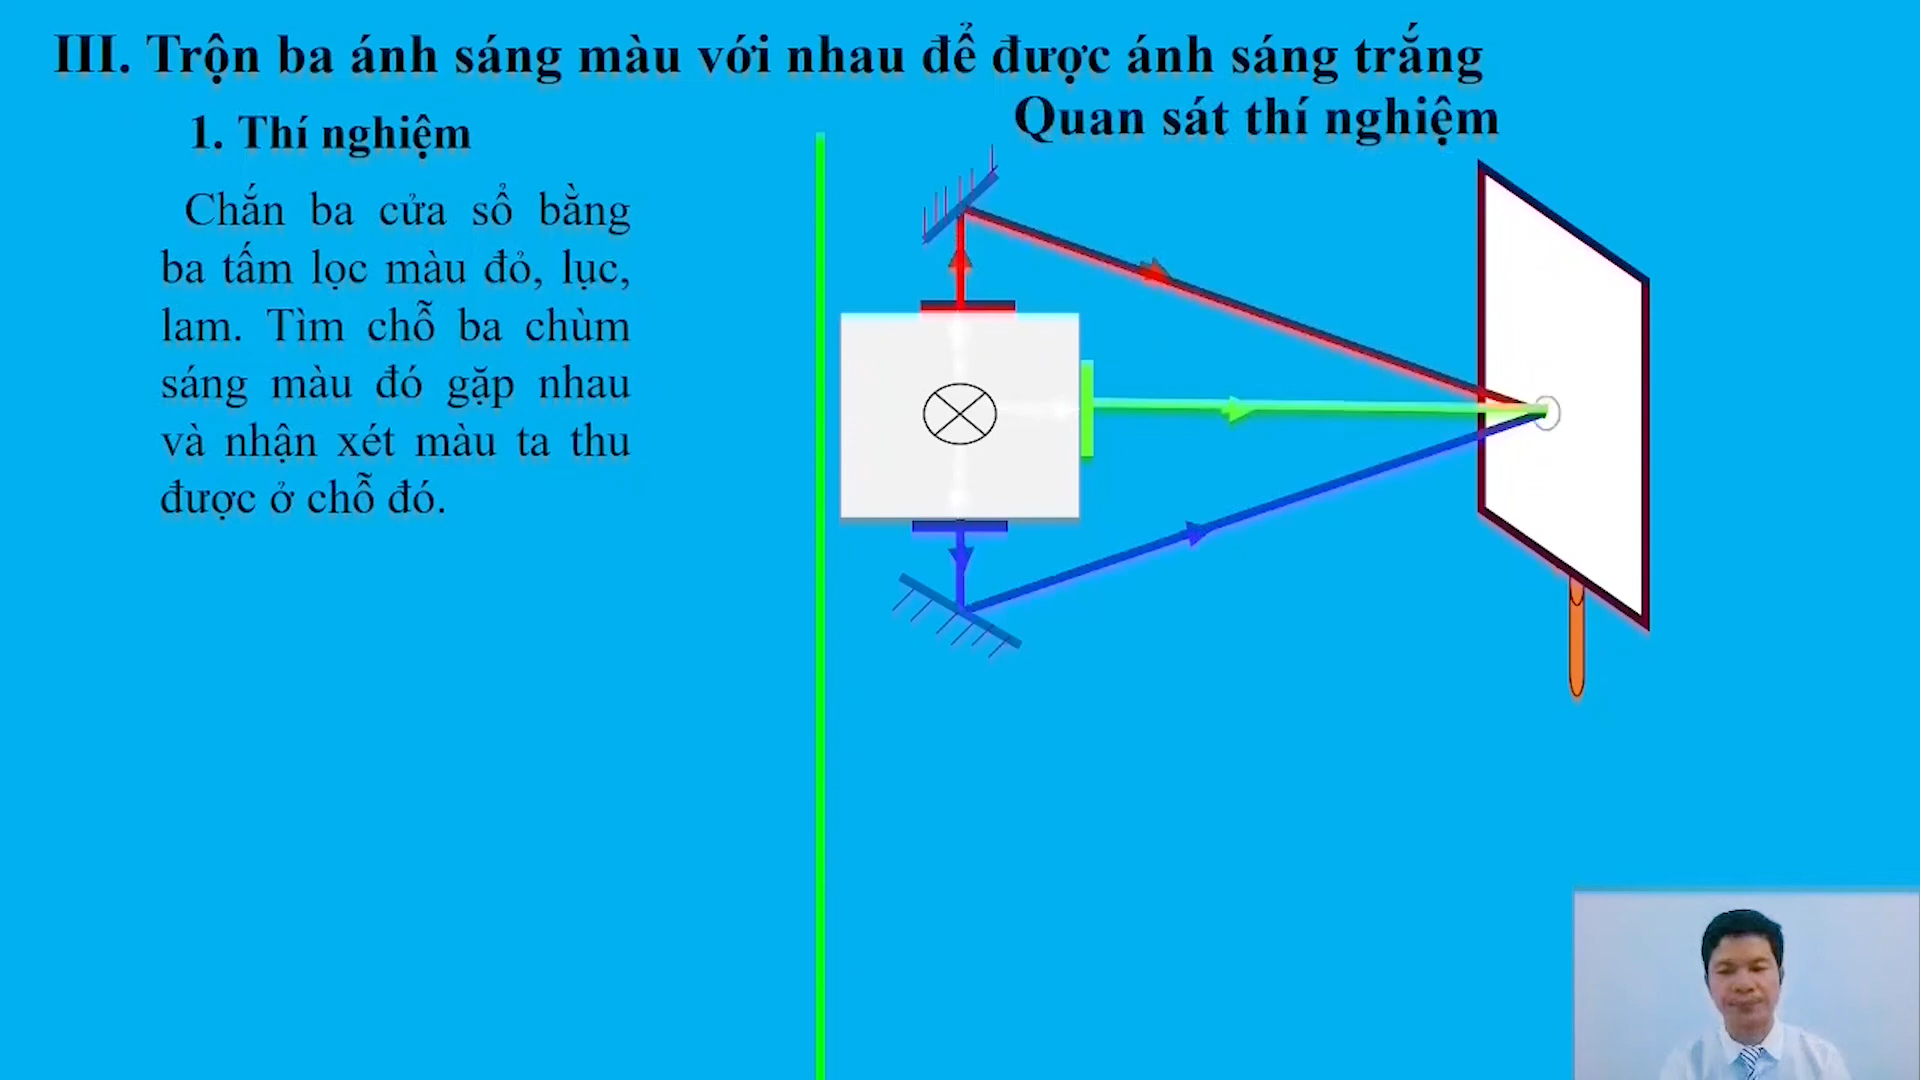 III. Trộn ba ánh sáng màu với nhau để được ánh sáng trắng
Quan sát thí nghiệm
1. Thí nghiệm
Chắn ba cửa sổ bằng
ba tấm lọc màu đỏ, lục,
lam. Tìm chỗ ba chùm
sáng màu đó gặp nhau
và nhận xét màu ta thu
được ở chỗ đó.